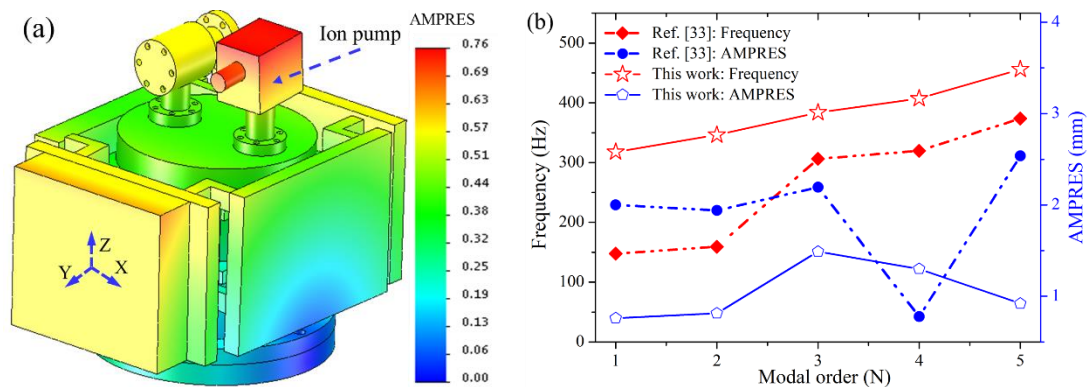 (a)
Ion pump
AMPRES
0.76
0.70
0.64
0.57
0.51
0.44
0.38
0.32
0.25
0.19
0.12
0.06
0.00
Z
Y
X
(b)
Frequency (Hz)
500
400
300
200
100
0
Ref. [33]: Frequency
Ref. [33]: AMPRES
This work: Frequency
This work: AMPRES
4
3
2
1
AMPRES (mm)
1 2 3 4 5
Modal order (N)